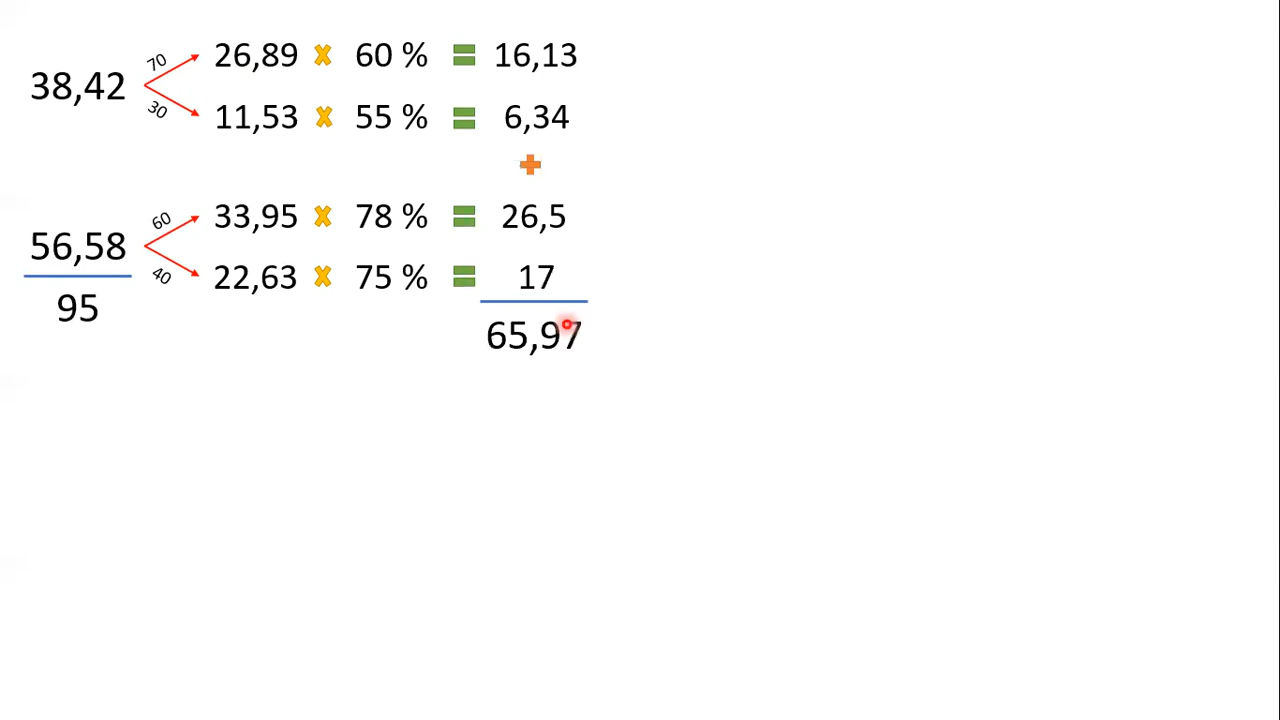 70 26,89 60 % 16,13
38,42
30 11,53 55 % 6,34
60 33,95 78 % 26,5
56,58
40 22,63 75 % 17
95
65,97